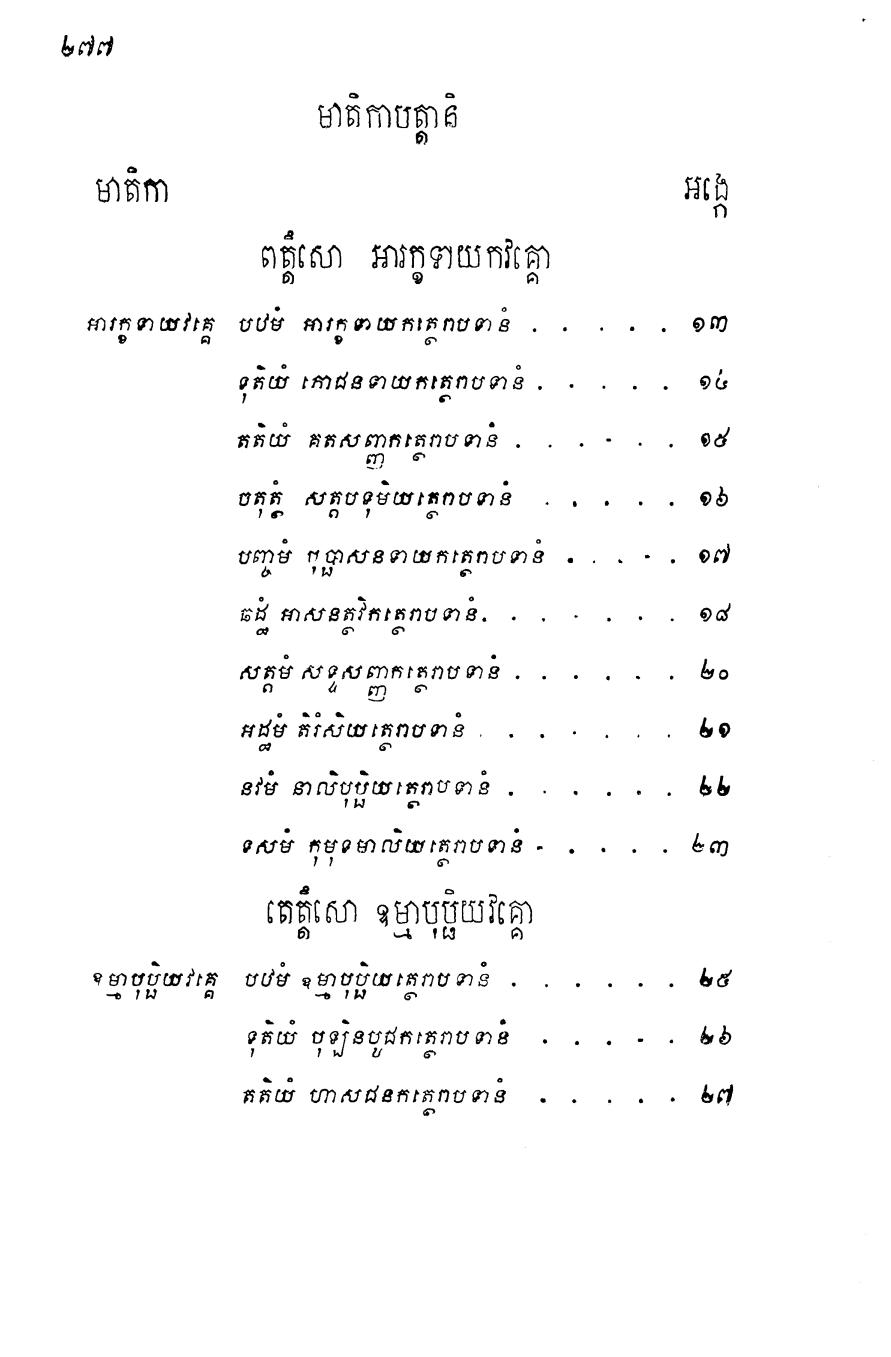 ២៧៧
មាតិកាបត្តានិ
មាតិកា អង្កេ
ពត្តឹសោ អារក្ខទាយកវគ្គោ
អារក្ខទាយវគ្គេ បឋមំ អារក្ខទាយកត្ថេរាបទានំ . . . . . ១៣
ទុតិយំ ភោជនទាយកត្ថេរាបទានំ . . . . . ១៤
តតិយំ គតសញ្ញកត្ថេរាបទានំ . . . . . . ១៥
ចតុត្ថំ សត្តបទុមិយត្ថេរាបទានំ . . . . . ១៦
បញ្ចមំ បុប្ផាសនទាយកត្ថេរាបទានំ . . . . . ១៧
ឆដ្ឋំ អាសនត្ថវិកត្ថេរាបទានំ. . . . . . . ១៨
សត្តមំ សទ្ទសញ្ញកត្ថេរាបទានំ . . . . . . ២០
អដ្ឋមំ តិរំសិយត្ថេរាបទានំ . . . . . . . ២១
នវមំ នាលិបុប្ផិយត្ថេរាបទានំ . . . . . . ២២
ទសមំ កុមុទមាលិយត្ថេរាបទានំ . . . . . ២៣
តេត្តឹសោ ឧម្មាបុប្ផិយវគ្គោ
ឧម្មាបុប្ផិយវគ្គេ បឋមំ ឧម្មាបុប្ផិយត្ថេរាបទានំ . . . . . . ២៥
ទុតិយំ បុឡិនបូជកត្ថេរាបទានំ . . . . . ២៦
តតិយំ ហាសជនកត្ថេរាបទានំ . . . . . ២៧